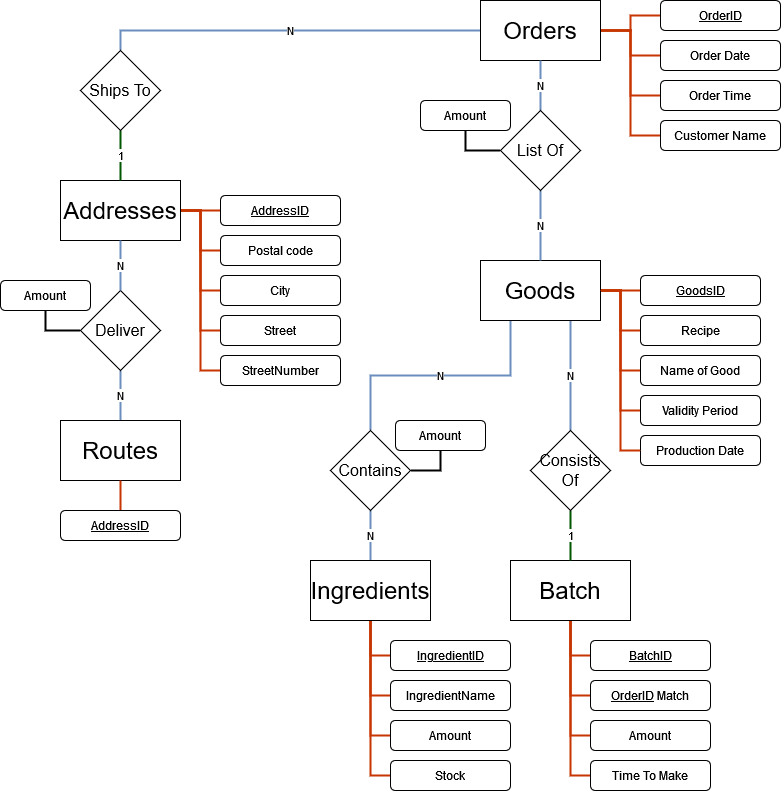 Orders
OrderID
Order Date
Order Time
Customer Name
N
Ships To
1
N
Amount
List Of
N
Addresses
AddressID
Postal code
City
Street
StreetNumber
N
Amount
Deliver
N
Routes
AddressID
Goods
GoodsID
Recipe
Name of Good
Validity Period
Production Date
N
Amount
Contains
N
N
Consists
Of
1
Ingredients
IngredientID
IngredientName
Amount
Stock
Batch
BatchID
OrderID Match
Amount
Time To Make